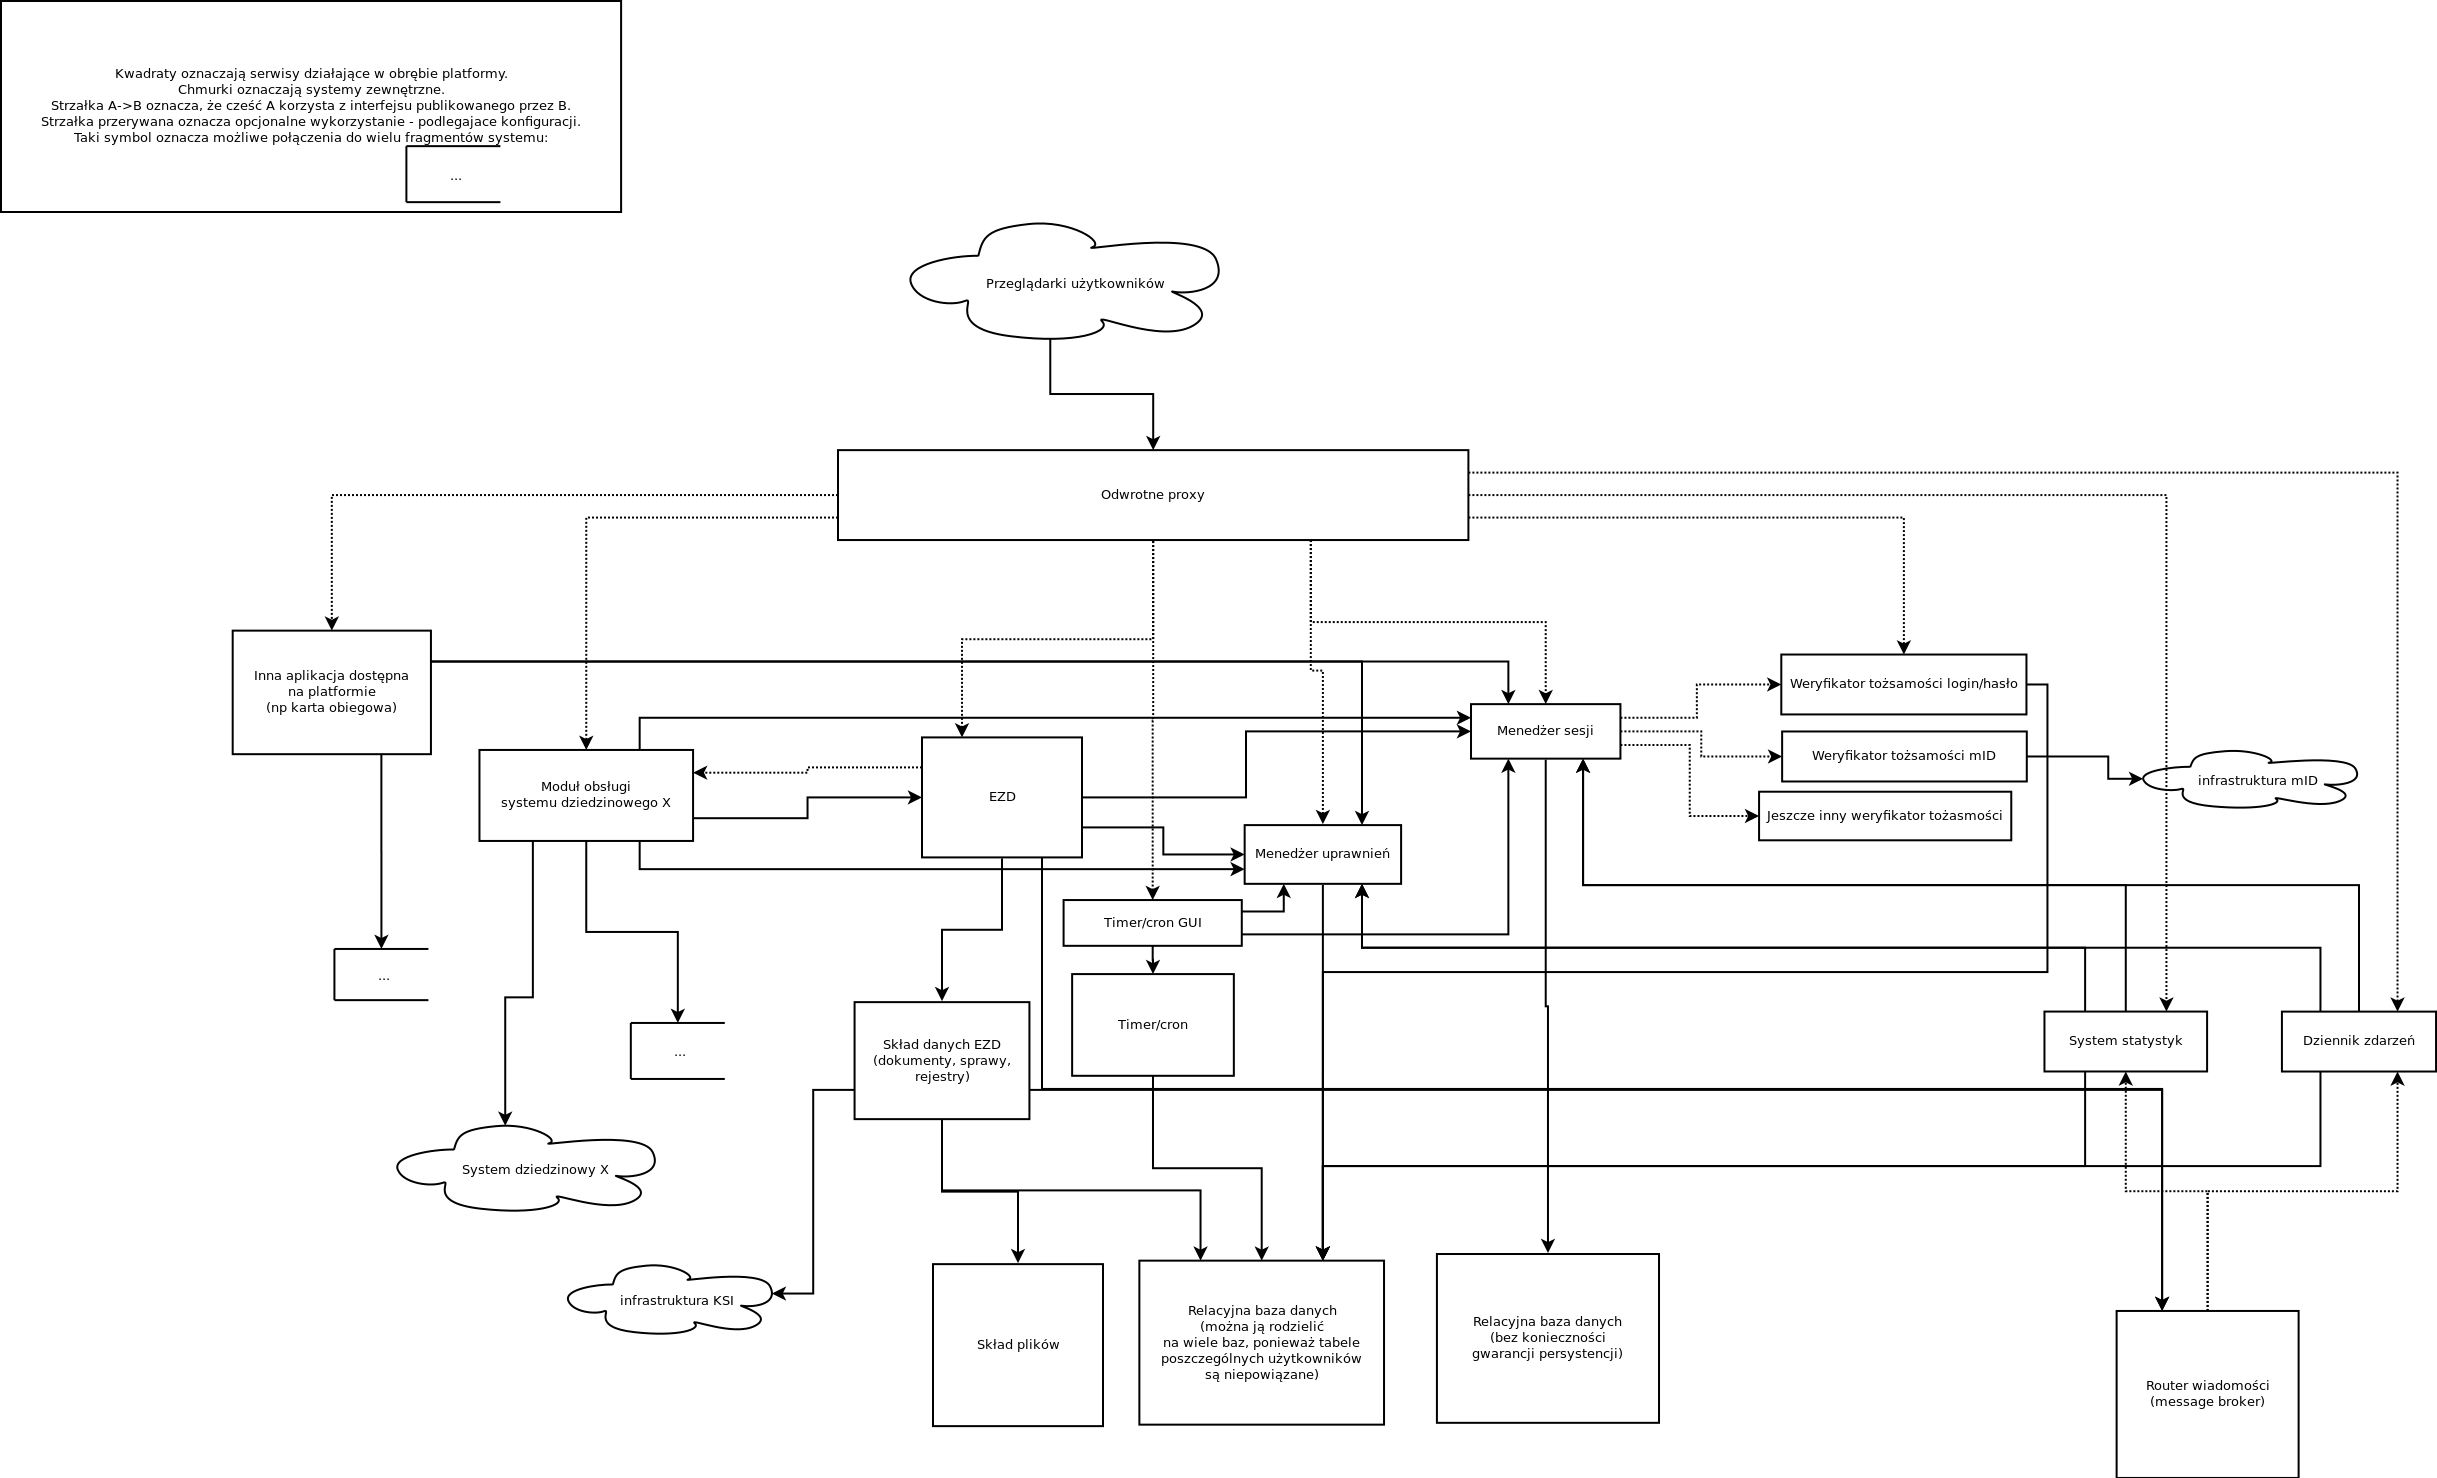 Kwadraty oznaczają serwisy działające w obrębie platformy.
Chmurki oznaczają systemy zewnętrzne.
Strzałka A->B oznacza, że cześć A korzysta z interfejsu publikowanego przez B.
Strzałka przerywana oznacza opcjonalne wykorzystanie - podlegajace konfiguracji.
Taki symbol oznacza możliwe połączenia do wielu fragmentów systemu:
...
Przeglądarki użytkowników
Odwrotne proxy
Inna aplikacja dostępna
na platformie
(np karta obiegowa)
Moduł obsługi
systemu dziedzinowego X
EZD
Menedżer sesji
Menedżer uprawnień
Weryfikator tożsamości login/hasło
Weryfikator tożsamości mID
Jeszcze inny weryfikator tożasmości
infrastruktura mID
Timer/cron GUI
Timer/cron
...
...
Skład danych EZD
(dokumenty, sprawy,
rejestry)
System statystyk
Dziennik zdarzeń
System dziedzinowy X
infrastruktura KSI
Skład plików
Relacyjna baza danych
(można ją rodzielić
na wiele baz, ponieważ tabele
poszczególnych użytkowników
są niepowiązane)
Relacyjna baza danych
(bez konieczności
gwarancji persystencji)
Router wiadomości
(message broker)